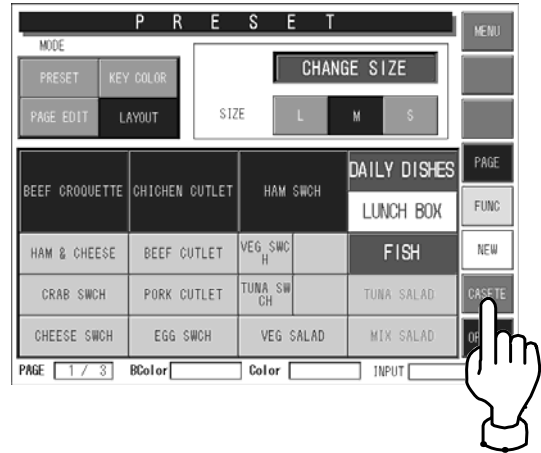 PRESET
MENU
MODE
PRESET KEY COLOR
CHANGE SIZE
PAGE EDIT LAYOUT
SIZE L M S
PAGE
BEEF CROQUETTE CHICHEN CUTLET HAM SWCH DAILY DISHES
LUNCH BOX
FUNC
HAM & CHEESE BEEF CUTLET VEG SWC
H
FISH
NEW
CRAB SWCH PORK CUTLET TUNA SW
CH
TUNA SALAD
CASETE
CHEESE SWCH EGG SWCH VEG SALAD MIX SALAD
PAGE 1 / 3 BColor Color INPUT